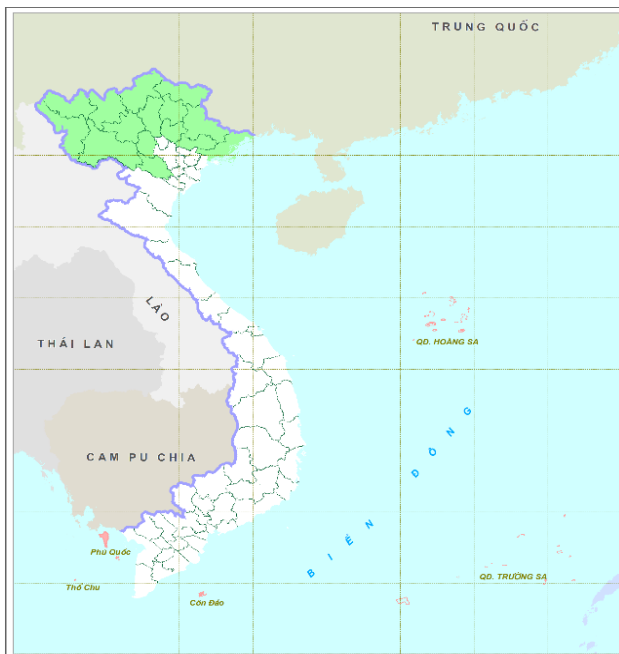 TRUNG QUỐC
LÀO
THÁI LAN
QĐ. HOÀNG SA
CAM PU CHIA
BIỂN ĐÔNG
Phú Quốc
Thổ Chu
Côn Đảo
QĐ. TRƯỜNG SA